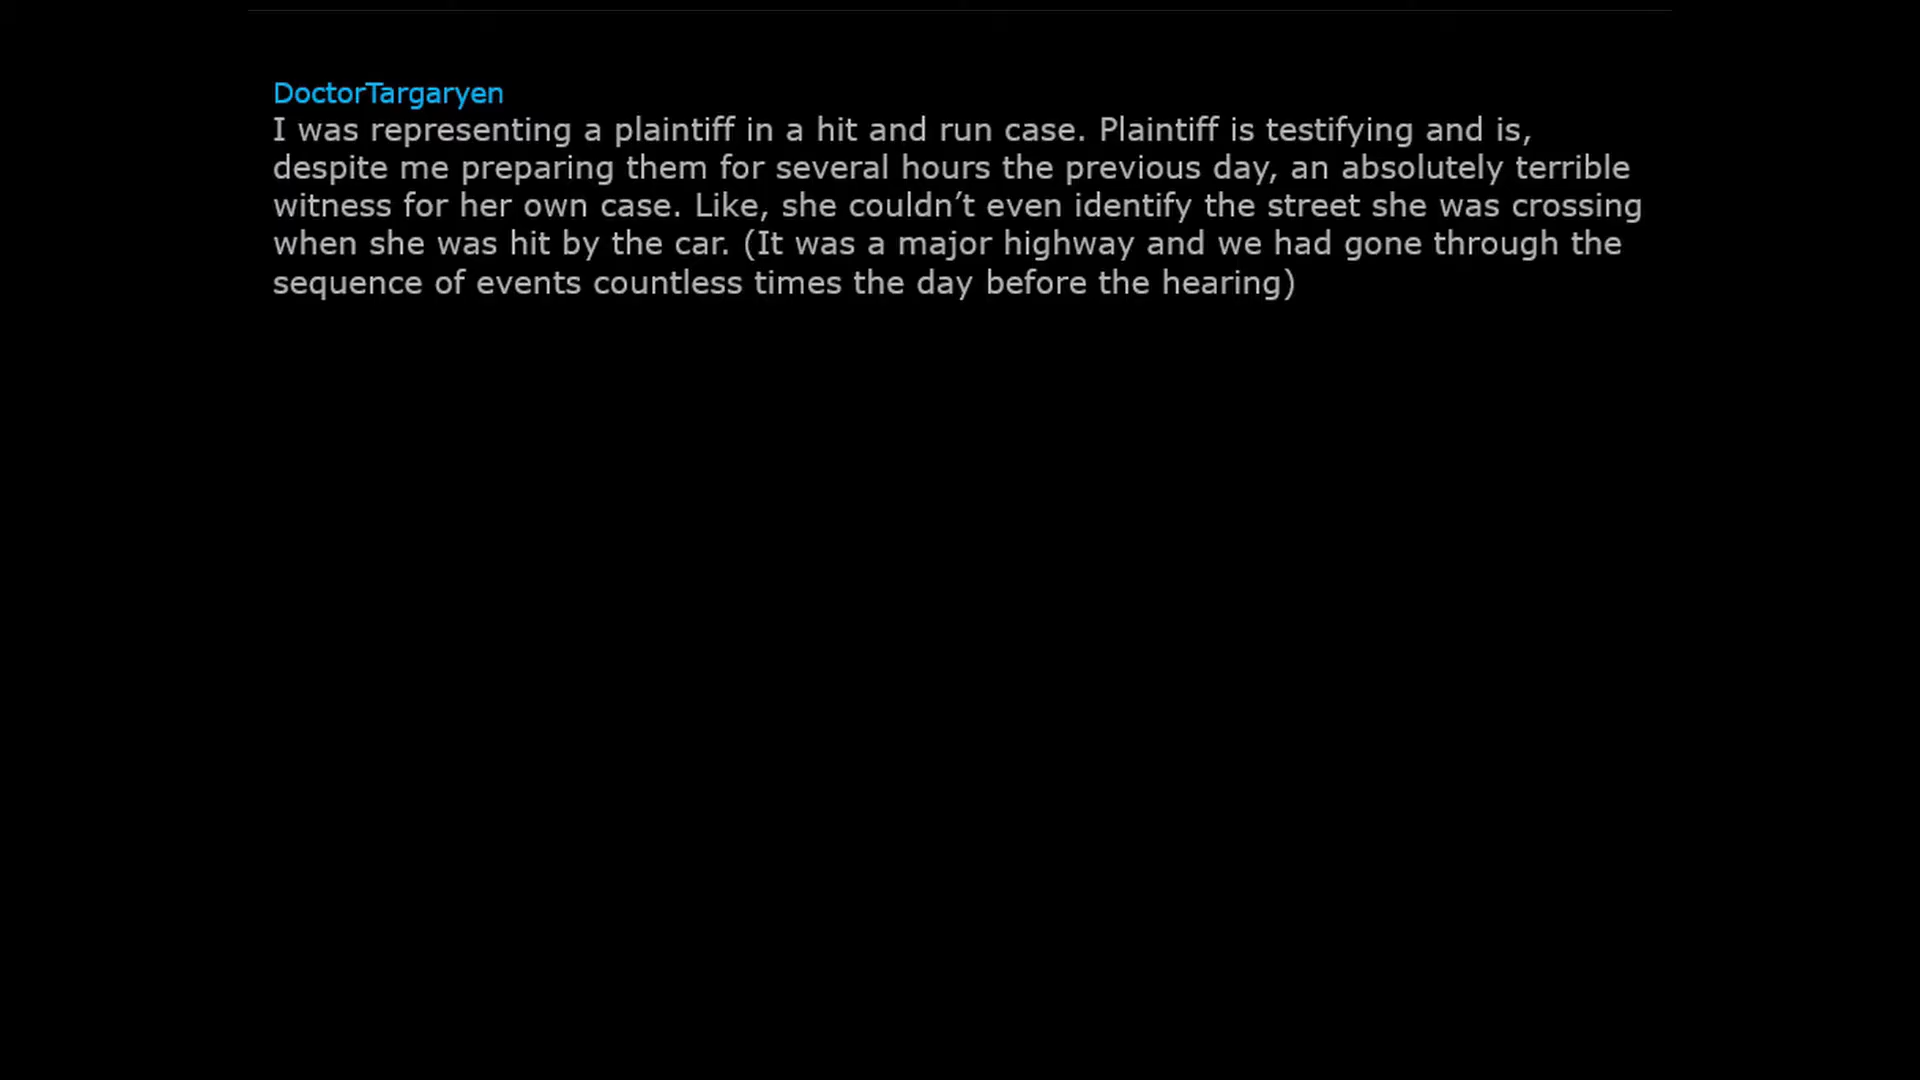 DoctorTargaryen
I was representing a plaintiff in a hit and run case. Plaintiff is testifying and is,
despite me preparing them for several hours the previous day, an absolutely terrible
witness for her own case. Like, she couldn’t even identify the street she was crossing
when she was hit by the car. (It was a major highway and we had gone through the
sequence of events countless times the day before the hearing)